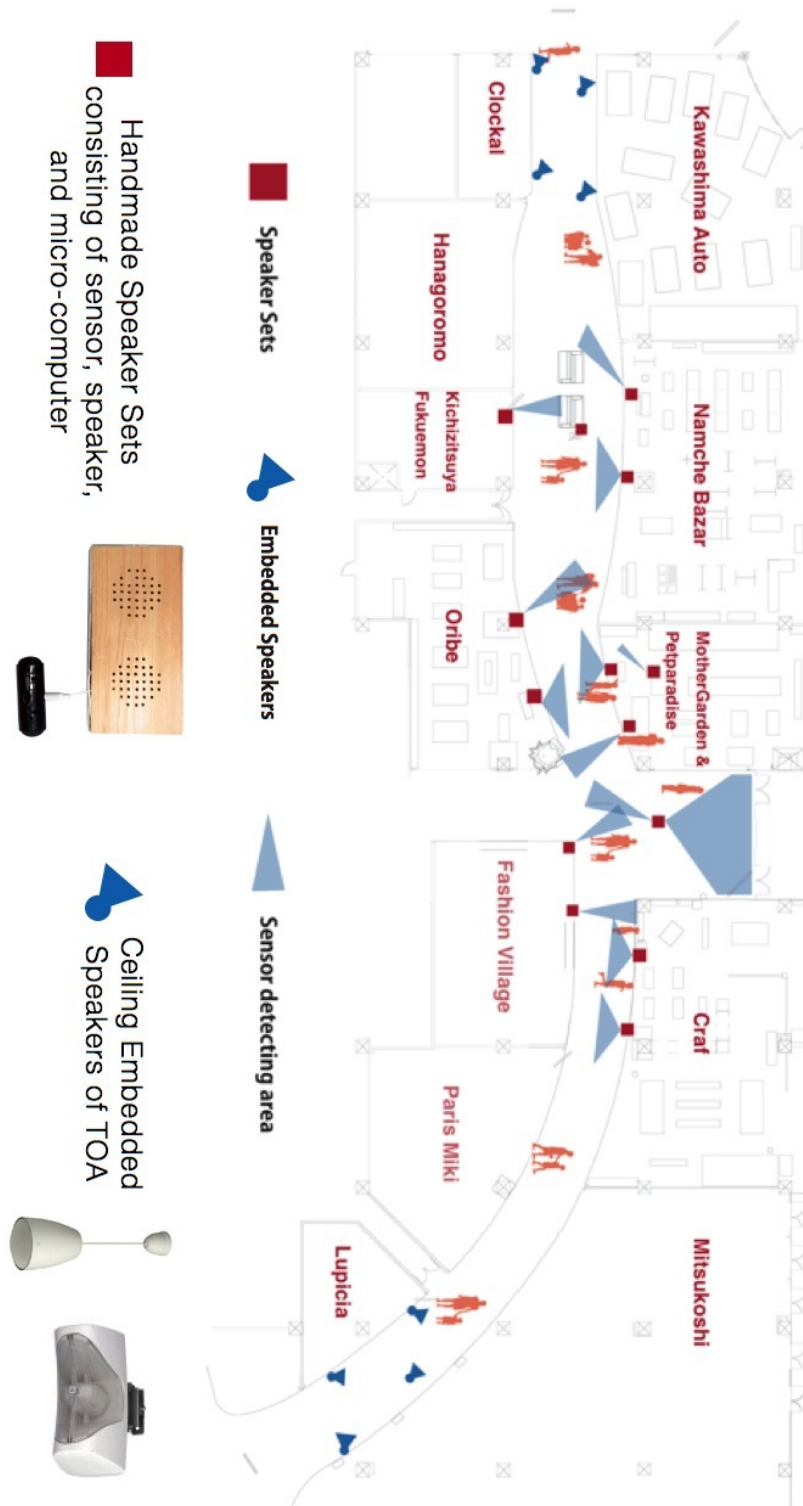 Kawashima Auto
Namche Bazar
MotherGarden &
Petparadise
Craf
Mitsukoshi
Clockal
Hanagoromo
Kichizitsuya
Fukuemon
Oribe
Fashion Village
Paris Miki
Lupicia
Speaker Sets
Embedded Speakers
Sensor detecting area
Handmade Speaker Sets
consisting of sensor, speaker,
and micro-computer
Ceiling Embedded
Speakers of TOA